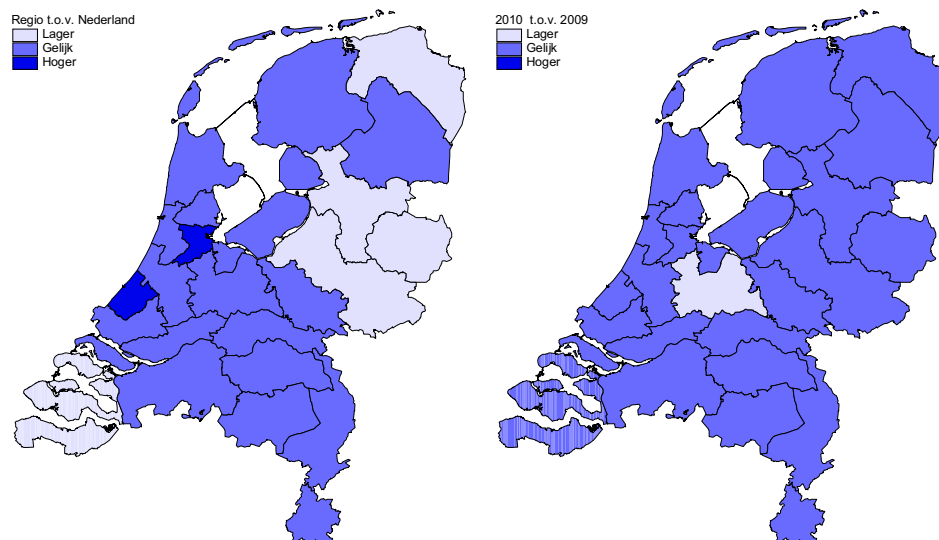 Regio t.o.v. Nederland
Lager
Gelijk
Hoger
2010 t.o.v. 2009
Lager
Gelijk
Hoger